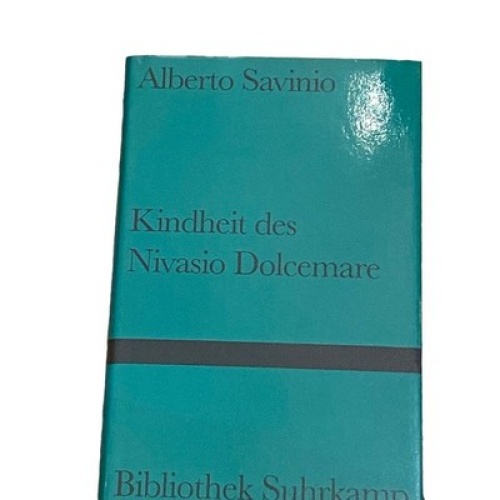 Alberto Savinio
Kindheit des
Nivasio Dolcemare
Bibliothek Suhrkamp